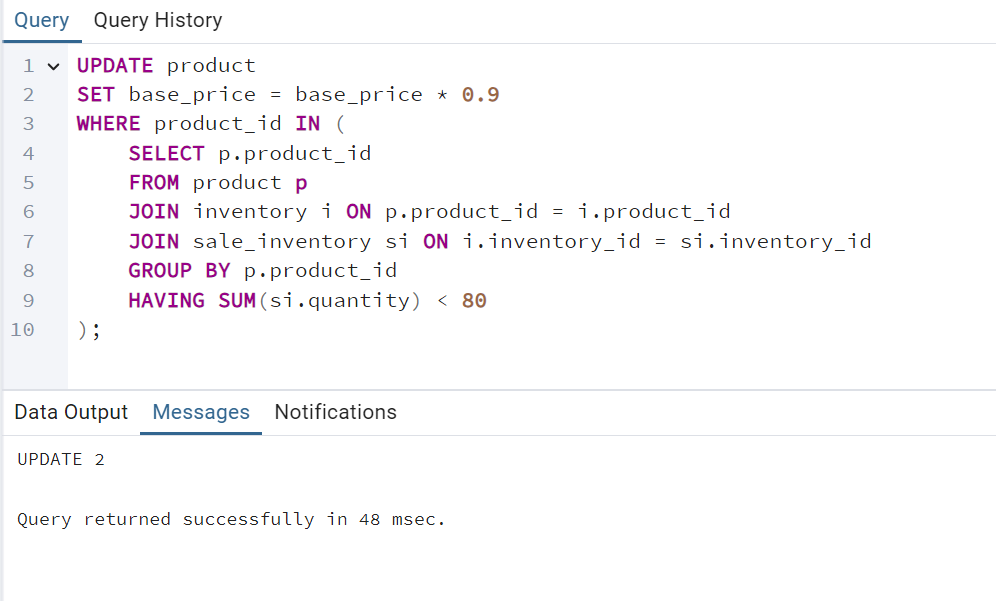 Query Query History
1 UPDATE product
2 SET base_price = base_price * 0.9
3 WHERE product_id IN (
4     SELECT p.product_id
5     FROM product p
6     JOIN inventory i ON p.product_id = i.product_id
7     JOIN sale_inventory si ON i.inventory_id = si.inventory_id
8     GROUP BY p.product_id
9     HAVING SUM(si.quantity) < 80
10 );
Data Output Messages Notifications
UPDATE 2
Query returned successfully in 48 msec.